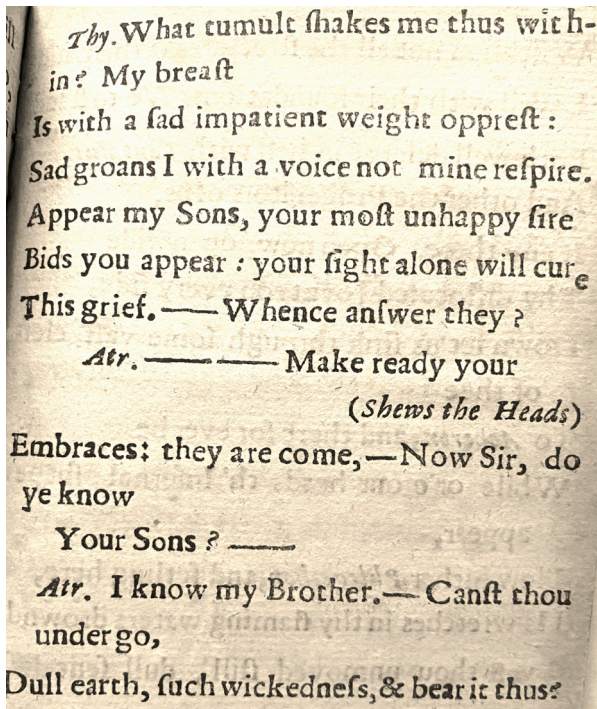 Thy. What tumult ſhakes me thus with-
in? My breaſt
Is with a ſad impatient weight oppreſt:
Sad groans I with a voice not mine reſpire.
Appear my Sons, your moſt unhappy ſire
Bids you appear: your ſight alone will cure
This grief.—Whence anſwer they?
Atr. — — Make ready your
(Shews the Heads)
Embraces: they are come,—Now Sir, do
ye know
Your Sons?—
Atr. I know my Brother.—Canſt thou
undergo,
Dull earth, ſuch wickedneſs, & bear it thus?